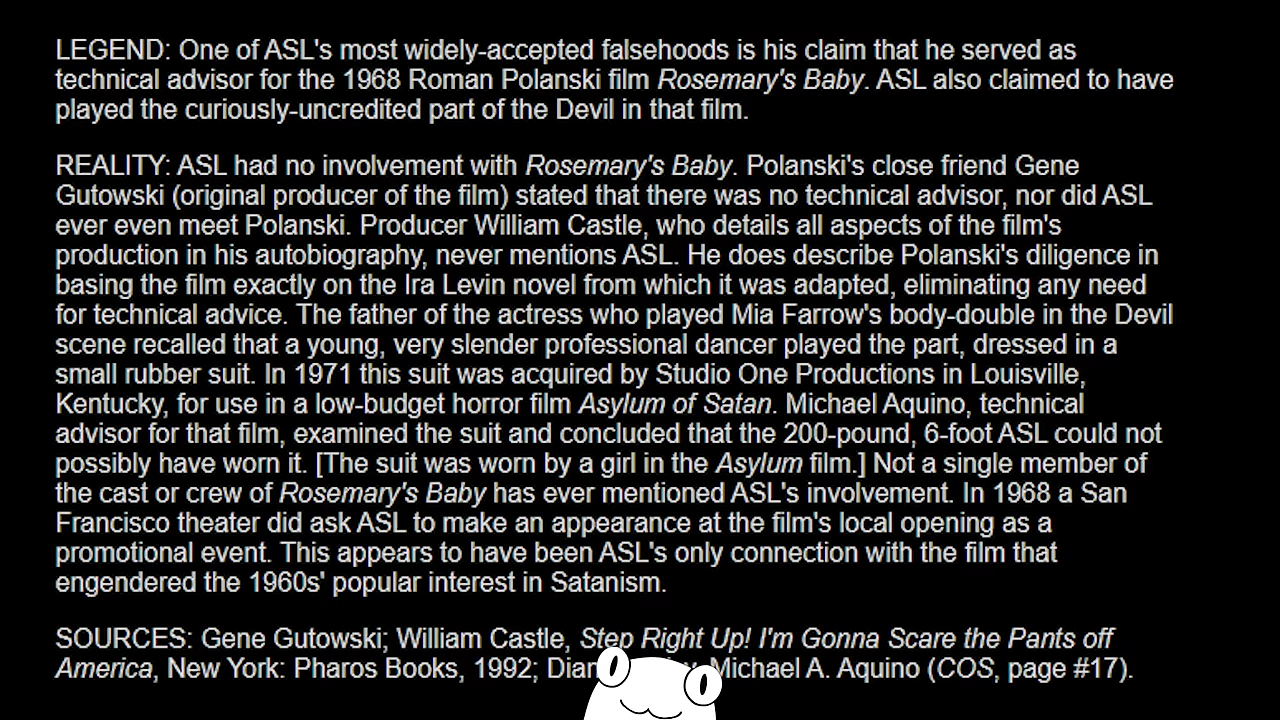 LEGEND: One of ASL's most widely-accepted falsehoods is his claim that he served as
technical advisor for the 1968 Roman Polanski film Rosemary's Baby. ASL also claimed to have
played the curiously-uncredited part of the Devil in that film.
REALITY: ASL had no involvement with Rosemary's Baby. Polanski's close friend Gene
Gutowski (original producer of the film) stated that there was no technical advisor, nor did ASL
ever even meet Polanski. Producer William Castle, who details all aspects of the film's
production in his autobiography, never mentions ASL. He does describe Polanski's diligence in
basing the film exactly on the Ira Levin novel from which it was adapted, eliminating any need
for technical advice. The father of the actress who played Mia Farrow's body-double in the Devil
scene recalled that a young, very slender professional dancer played the part, dressed in a
small rubber suit. In 1971 this suit was acquired by Studio One Productions in Louisville,
Kentucky, for use in a low-budget horror film Asylum of Satan. Michael Aquino, technical
advisor for that film, examined the suit and concluded that the 200-pound, 6-foot ASL could not
possibly have worn it. [The suit was worn by a girl in the Asylum film.] Not a single member of
the cast or crew of Rosemary's Baby has ever mentioned ASL's involvement. In 1968 a San
Francisco theater did ask ASL to make an appearance at the film's local opening as a
promotional event. This appears to have been ASL's only connection with the film that
engendered the 1960s' popular interest in Satanism.
SOURCES: Gene Gutowski; William Castle, Step Right Up! I'm Gonna Scare the Pants off
America, New York: Pharos Books, 1992; Michael A. Aquino (COS, page #17).